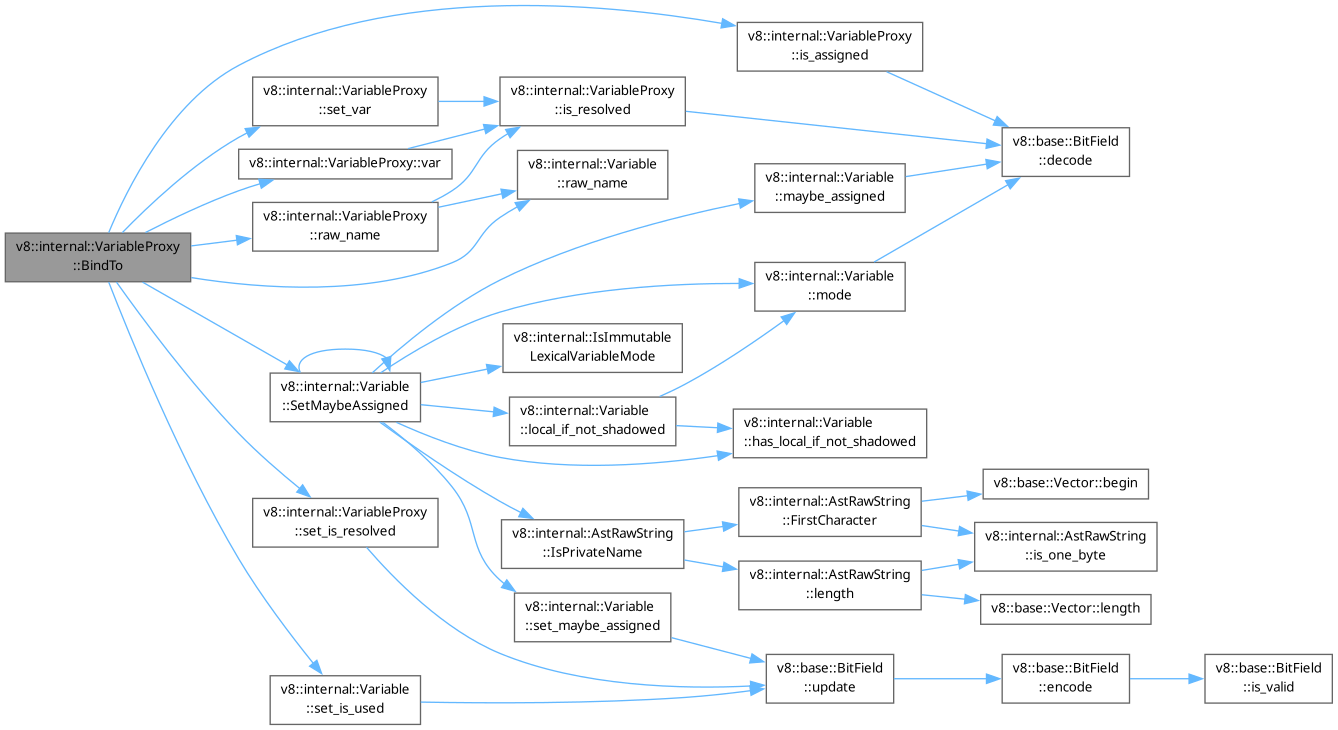 v8::internal::VariableProxy
::BindTo
v8::internal::VariableProxy
::is_assigned
v8::internal::VariableProxy
::set_var
v8::internal::VariableProxy
::is_resolved
v8::base::BitField
::decode
v8::internal::VariableProxy::var
v8::internal::Variable
::raw_name
v8::internal::VariableProxy
::raw_name
v8::internal::Variable
::maybe_assigned
v8::internal::Variable
::mode
v8::internal::IsImmutable
LexicalVariableMode
v8::internal::Variable
::SetMaybeAssigned
v8::internal::Variable
::local_if_not_shadowed
v8::internal::Variable
::has_local_if_not_shadowed
v8::internal::VariableProxy
::set_is_resolved
v8::internal::AstRawString
::IsPrivateName
v8::internal::AstRawString
::FirstCharacter
v8::base::Vector::begin
v8::internal::AstRawString
::is_one_byte
v8::internal::AstRawString
::length
v8::base::Vector::length
v8::internal::Variable
::set_maybe_assigned
v8::internal::Variable
::set_is_used
v8::base::BitField
::update
v8::base::BitField
::encode
v8::base::BitField
::is_valid